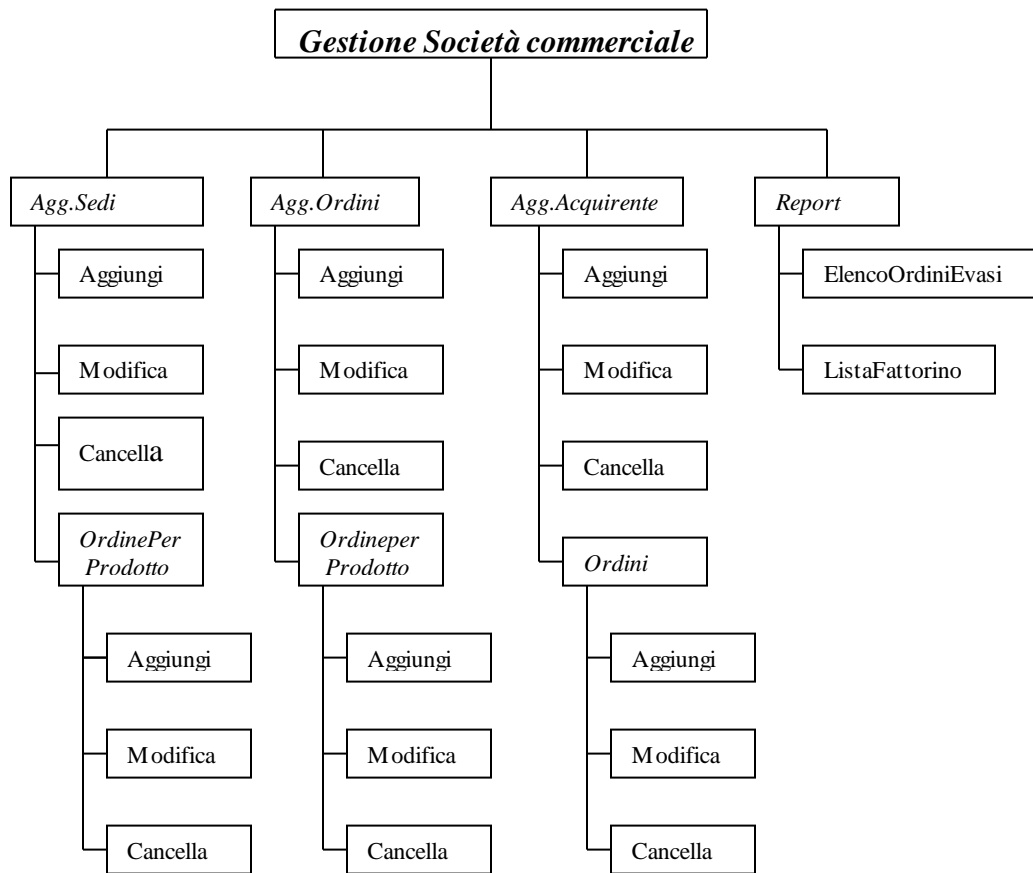 Gestione Società commerciale
Agg.Sedi
Agg.Ordini
Agg.Acquirente
Report
Aggiungi
Aggiungi
Aggiungi
ElencoOrdiniEvasi
Modifica
Modifica
Modifica
ListaFattorino
Cancella
Cancella
Cancella
OrdinePer
Prodotto
Ordineper
Prodotto
Ordini
Aggiungi
Aggiungi
Aggiungi
Modifica
Modifica
Modifica
Cancella
Cancella
Cancella